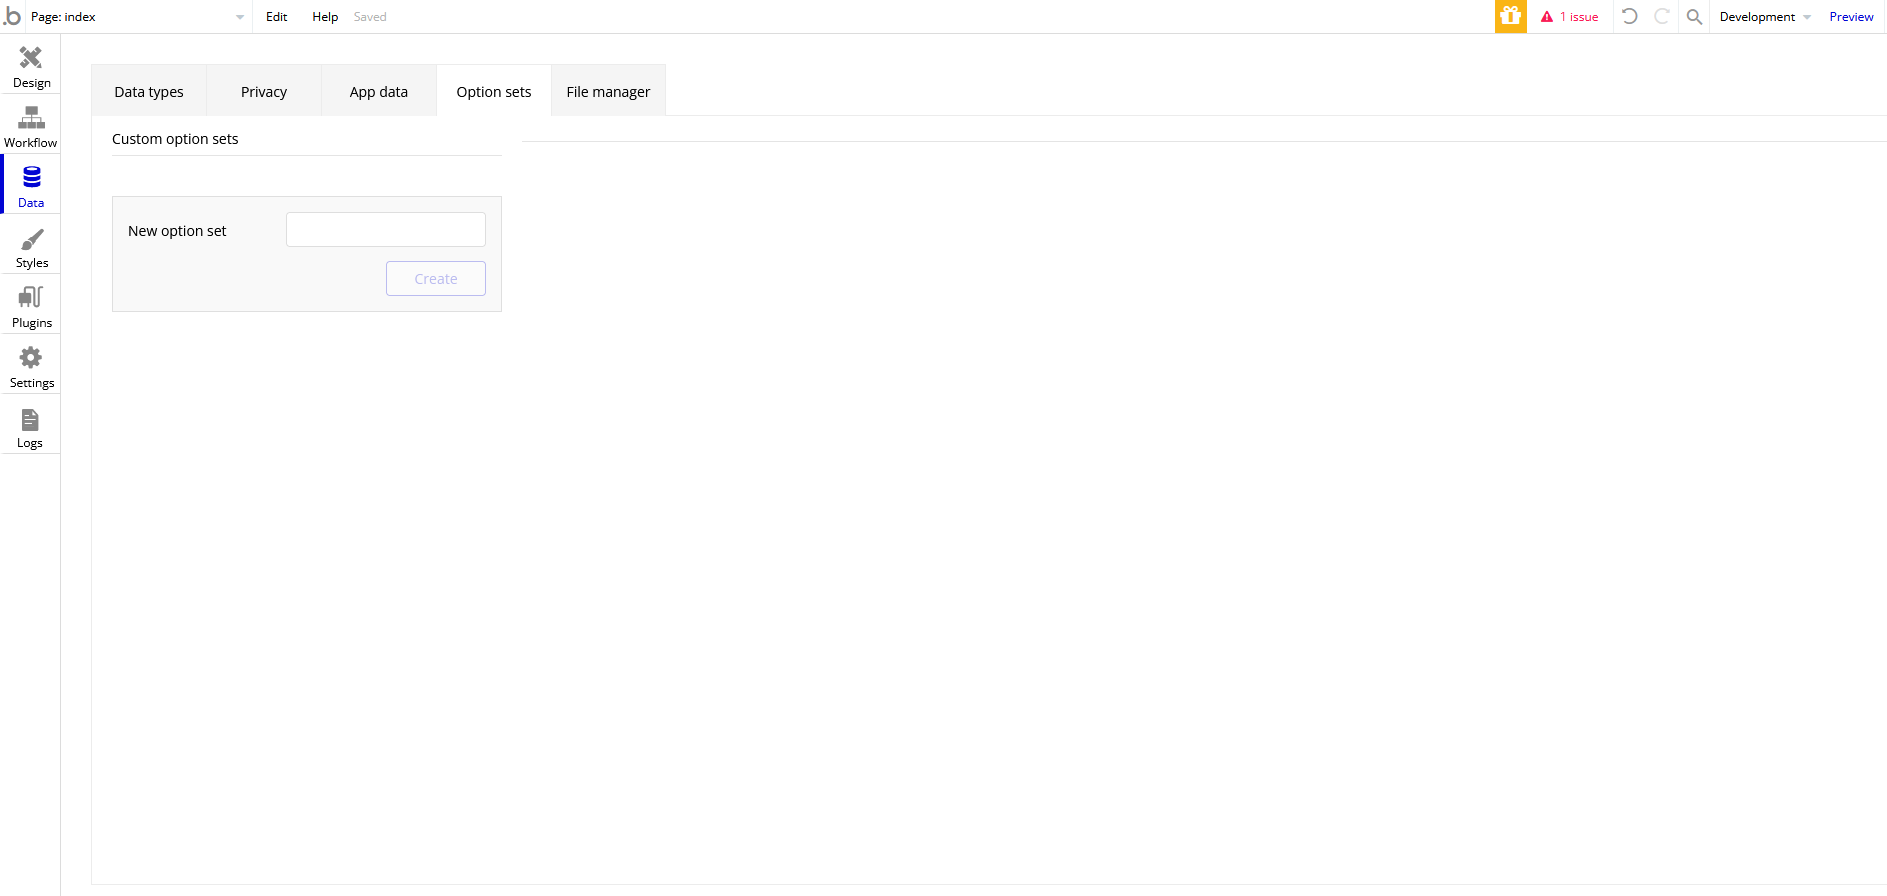 .b Page: index Edit Help Saved 1 issue Development Preview
Design
Workflow
Data
Styles
Plugins
Settings
Logs
Data types Privacy App data Option sets File manager
Custom option sets
New option set
Create